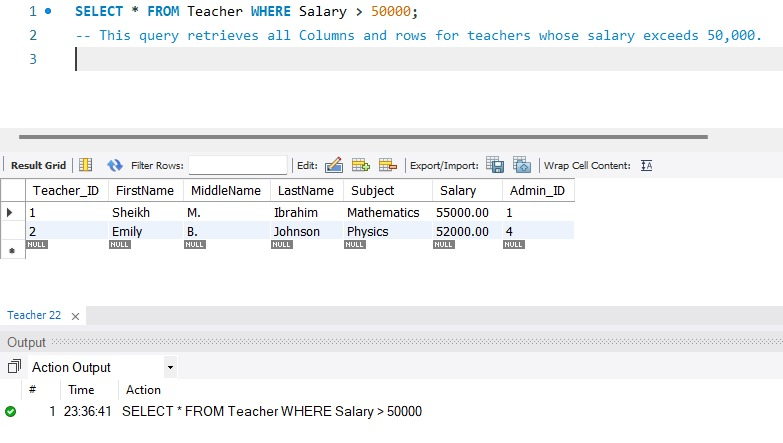 1 SELECT * FROM Teacher WHERE Salary > 50000;
2 -- This query retrieves all Columns and rows for teachers whose salary exceeds 50,000.
3
Result Grid Filter Rows: Edit: Export/Import: Wrap Cell Content: IA
Teacher_ID FirstName MiddleName LastName Subject Salary Admin_ID
1 Sheikh M. Ibrahim Mathematics 55000.00 1
2 Emily B. Johnson Physics 52000.00 4
NULL NULL NULL NULL NULL NULL NULL
Teacher 22 x
Output
Action Output
# Time Action
1 23:36:41 SELECT * FROM Teacher WHERE Salary > 50000